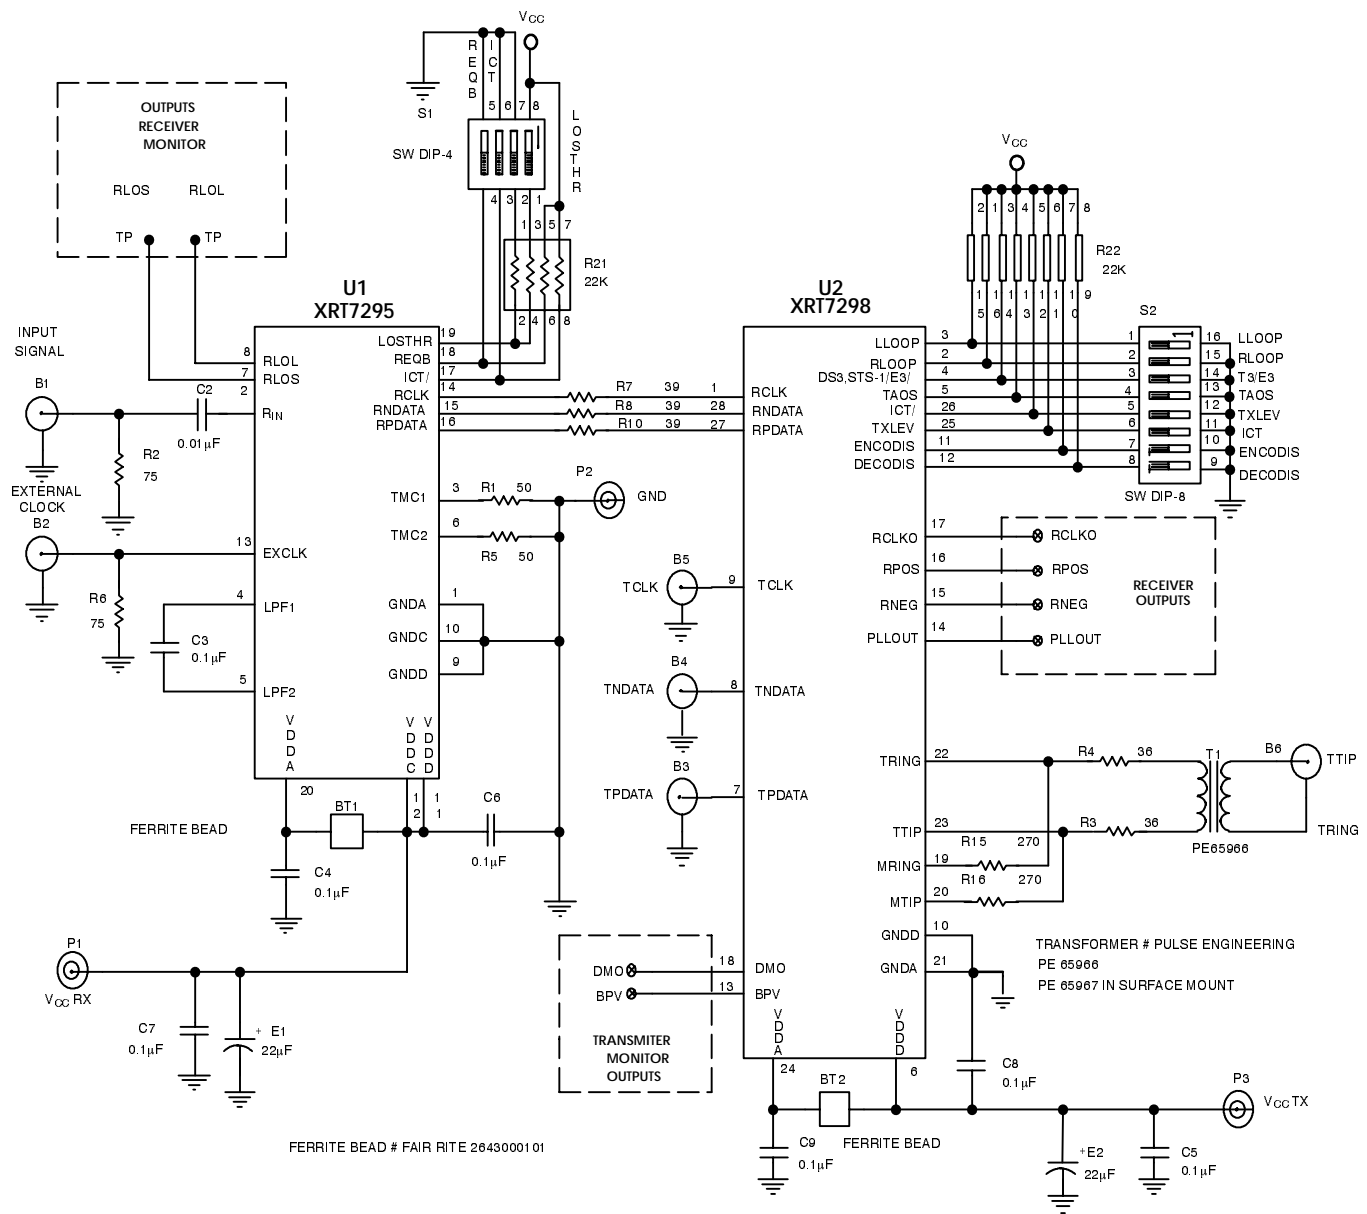 VCC
R
E
Q
B
I
C
T
S1
5 6 7 8
SW DIP-4
4 3 2 1
L
O
S
T
H
R
1 3 5 7
R21
22K
2 4 6 8
OUTPUTS
RECEIVER
MONITOR
RLOS RLOL
TP TP
U1
XRT7295
INPUT
SIGNAL
B1
C2
0.01µF
R2
75
EXTERNAL
CLOCK
B2
R6
75
C3
0.1µF
8 RLOL
7 RLOS
2 RIN
13 EXCLK
4 LPF1
5 LPF2
LOSTHR 19
REQB 18
ICT/ 17
RCLK 14
RNDATA 15
RPDATA 16
TMC1 3
TMC2 6
GNDA 1
GNDC 10
GNDD 9
V
D
D
A
V
D
D
C
V
D
D
D
20
1
2
1
1
R7 39
R8 39
R10 39
R1 50
R5 50
P2
GND
FERRITE BEAD
BT1
C6
0.1µF
C4
0.1µF
P1
VCC RX
C7
0.1µF
+ E1
22µF
FERRITE BEAD # FAIR RITE 2643000101
U2
XRT7298
1 RCLK
28 RNDATA
27 RPDATA
B5
TCLK 9 TCLK
B4
TNDATA 8 TNDATA
B3
TPDATA 7 TPDATA
DMO 18 DMO
BPV 13 BPV
TRANSMITER
MONITOR
OUTPUTS
LLOOP 3
RLOOP 2
DS3,STS-1/E3/ 4
TAOS 5
ICT/ 26
TXLEV 25
ENCODIS 11
DECODIS 12
RCLKO 17
RPOS 16
RNEG 15
PLLOUT 14
TRING 22
TTIP 23
MRING 19
MTIP 20
GNDD 10
GNDA 21
V
D
D
A
V
D
D
D
24
6
VCC
2 1 3 4 5 6 7 8
R22
22K
1 1 1 1 1 1 1 9
5 6 4 3 2 1 0
S2
1 16 LLOOP
2 15 RLOOP
3 14 T3/E3
4 13 TAOS
5 12 TXLEV
6 11 ICT
7 10 ENCODIS
8 9 DECODIS
SW DIP-8
RCLKO
RPOS
RNEG
PLLOUT
RECEIVER
OUTPUTS
R4 36
R3 36
R15 270
R16 270
T1
PE65966
B6
TTIP
TRING
TRANSFORMER # PULSE ENGINEERING
PE 65966
PE 65967 IN SURFACE MOUNT
C8
0.1µF
BT2
FERRITE BEAD
C9
0.1µF
+E2
22µF
C5
0.1µF
P3
VCC TX